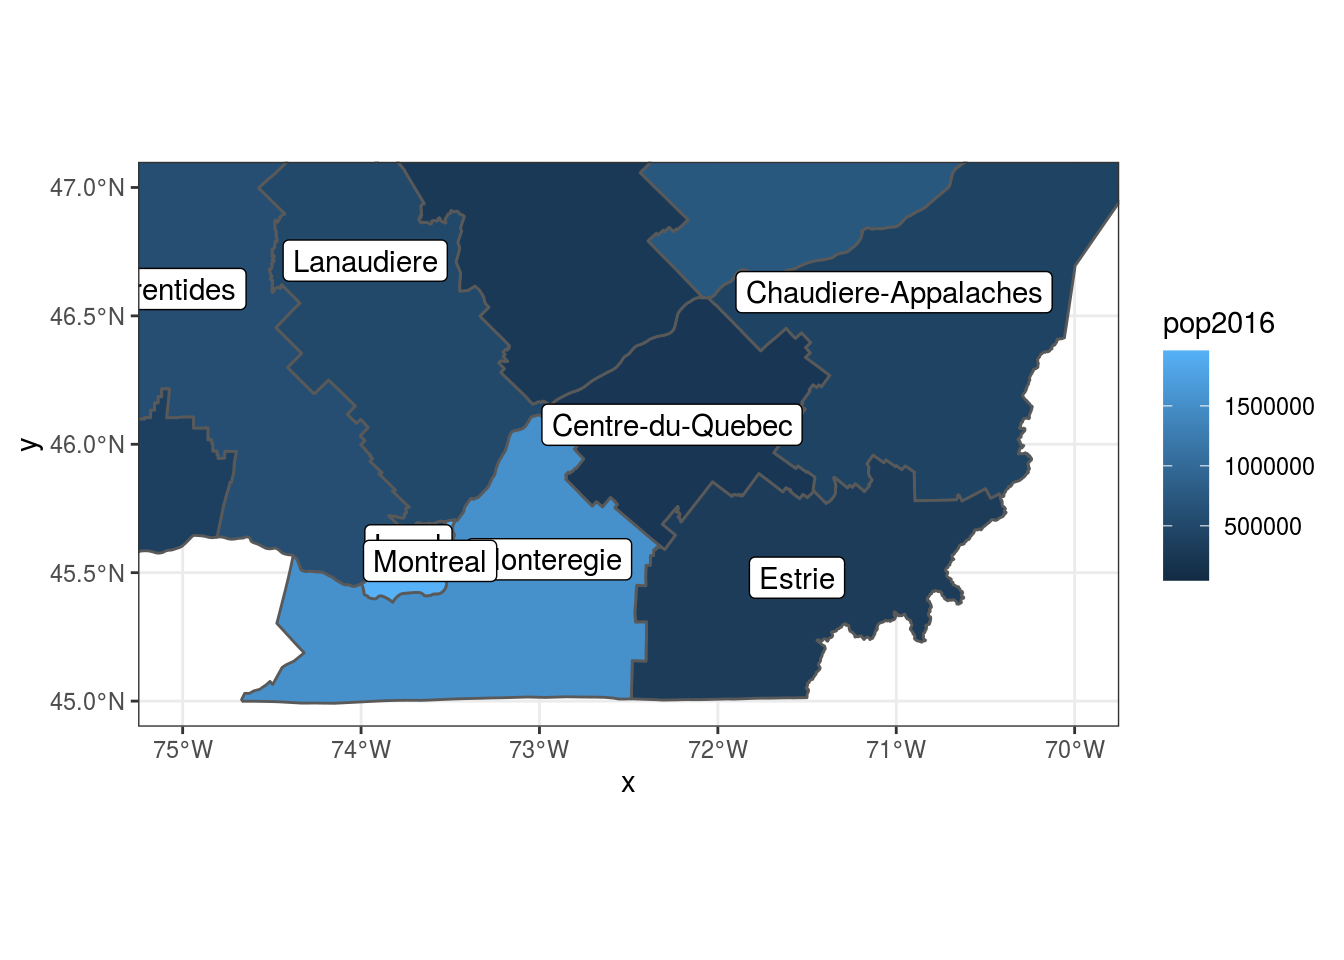 47.0°N
46.5°N
46.0°N
45.5°N
45.0°N
y
Lanaudiere
rentides
Chaudiere-Appalaches
Centre-du-Quebec
Montreal
onteregie
Estrie
75°W 74°W 73°W 72°W 71°W 70°W
x
pop2016
1500000
1000000
500000